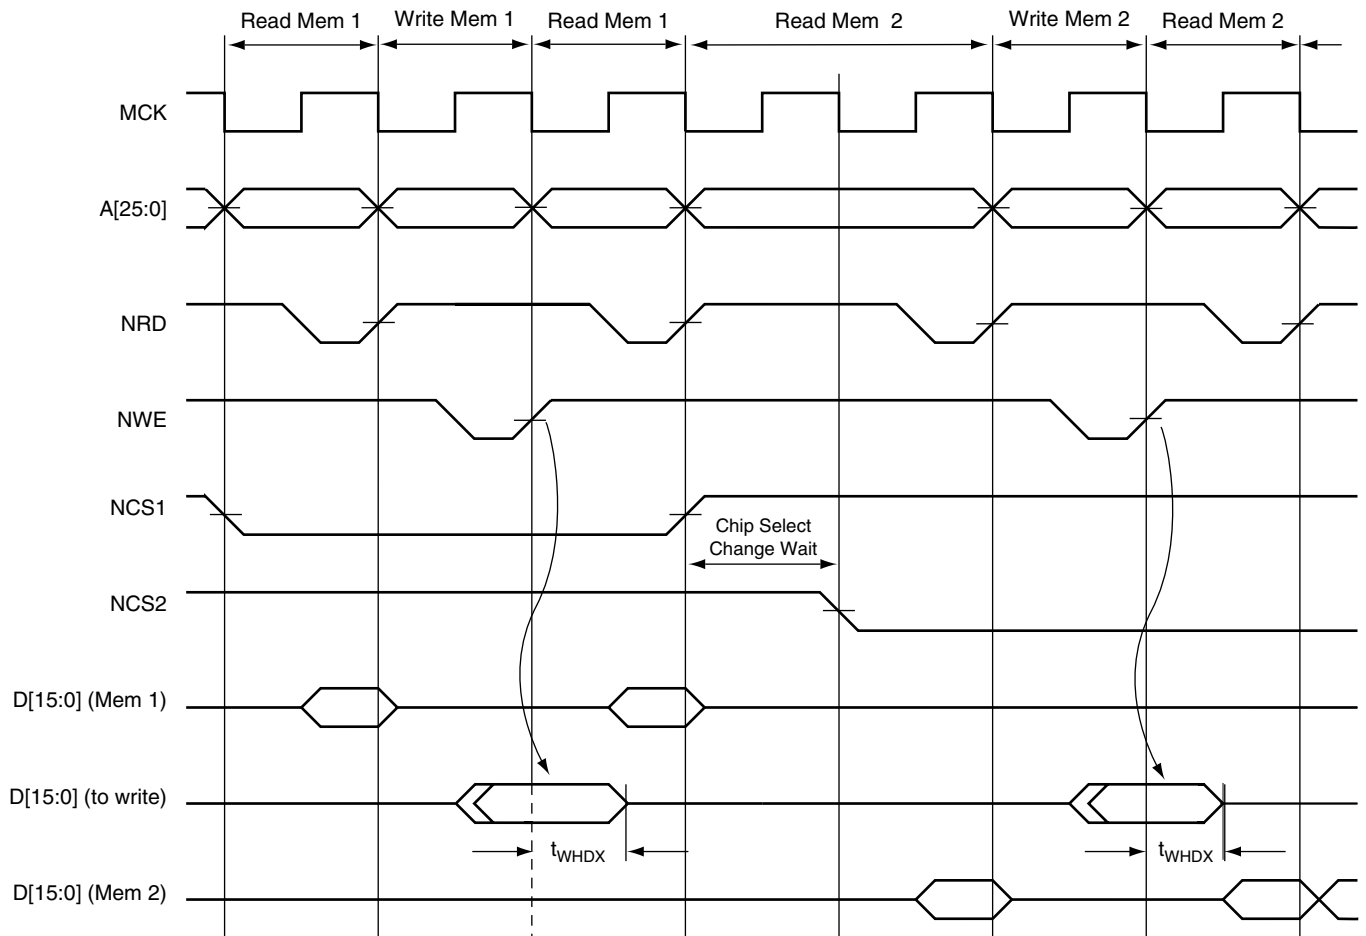 Read Mem 1
Write Mem 1
Read Mem 1
Read Mem 2
Write Mem 2
Read Mem 2
MCK
A[25:0]
NRD
NWE
NCS1
Chip Select
Change Wait
NCS2
D[15:0] (Mem 1)
D[15:0] (to write)
tWHDX
tWHDX
D[15:0] (Mem 2)